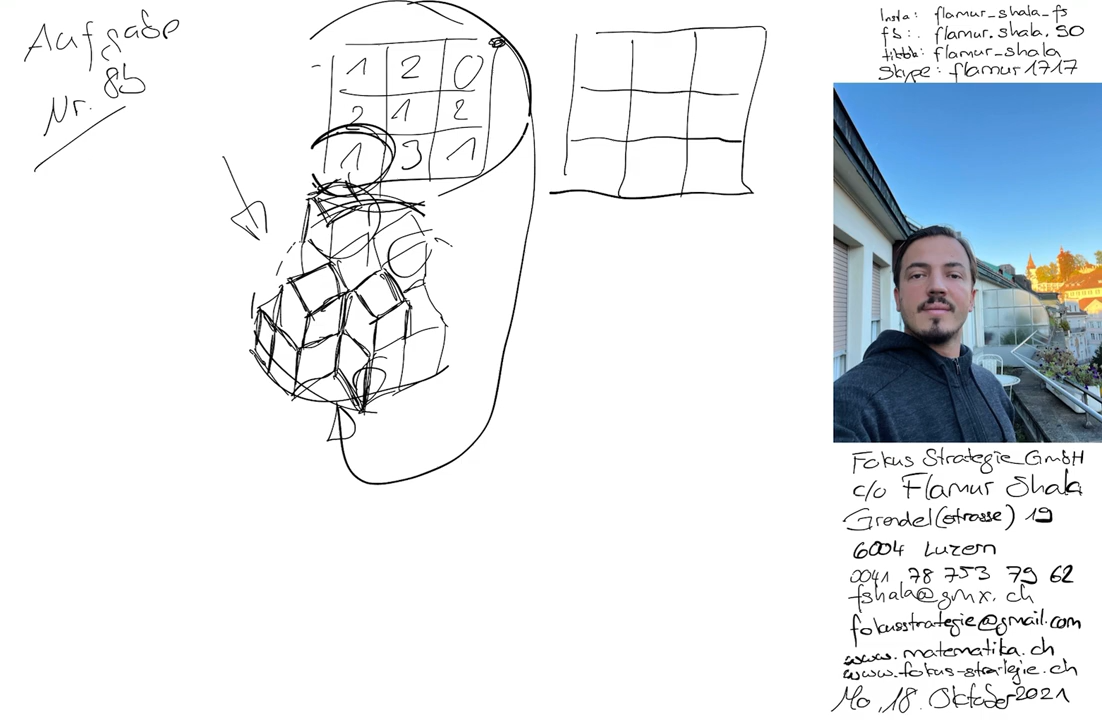 Aufgabe
Nr. 8b
1 2 0
2 1 2
1 3 1
Insta: flamur_shala_fs
fb: flamur.shala.90
tiktok: flamur_shala
Skype: flamur1717
Fokus Strategie GmbH
c/o Flamur Shala
Grendel(strasse) 19
6004 Luzern
0041 78 753 79 62
fshala@gmx.ch
fokusstrategie@gmail.com
www.matematika.ch
www.fokus-strategie.ch
Mo, 18. Oktober 2021